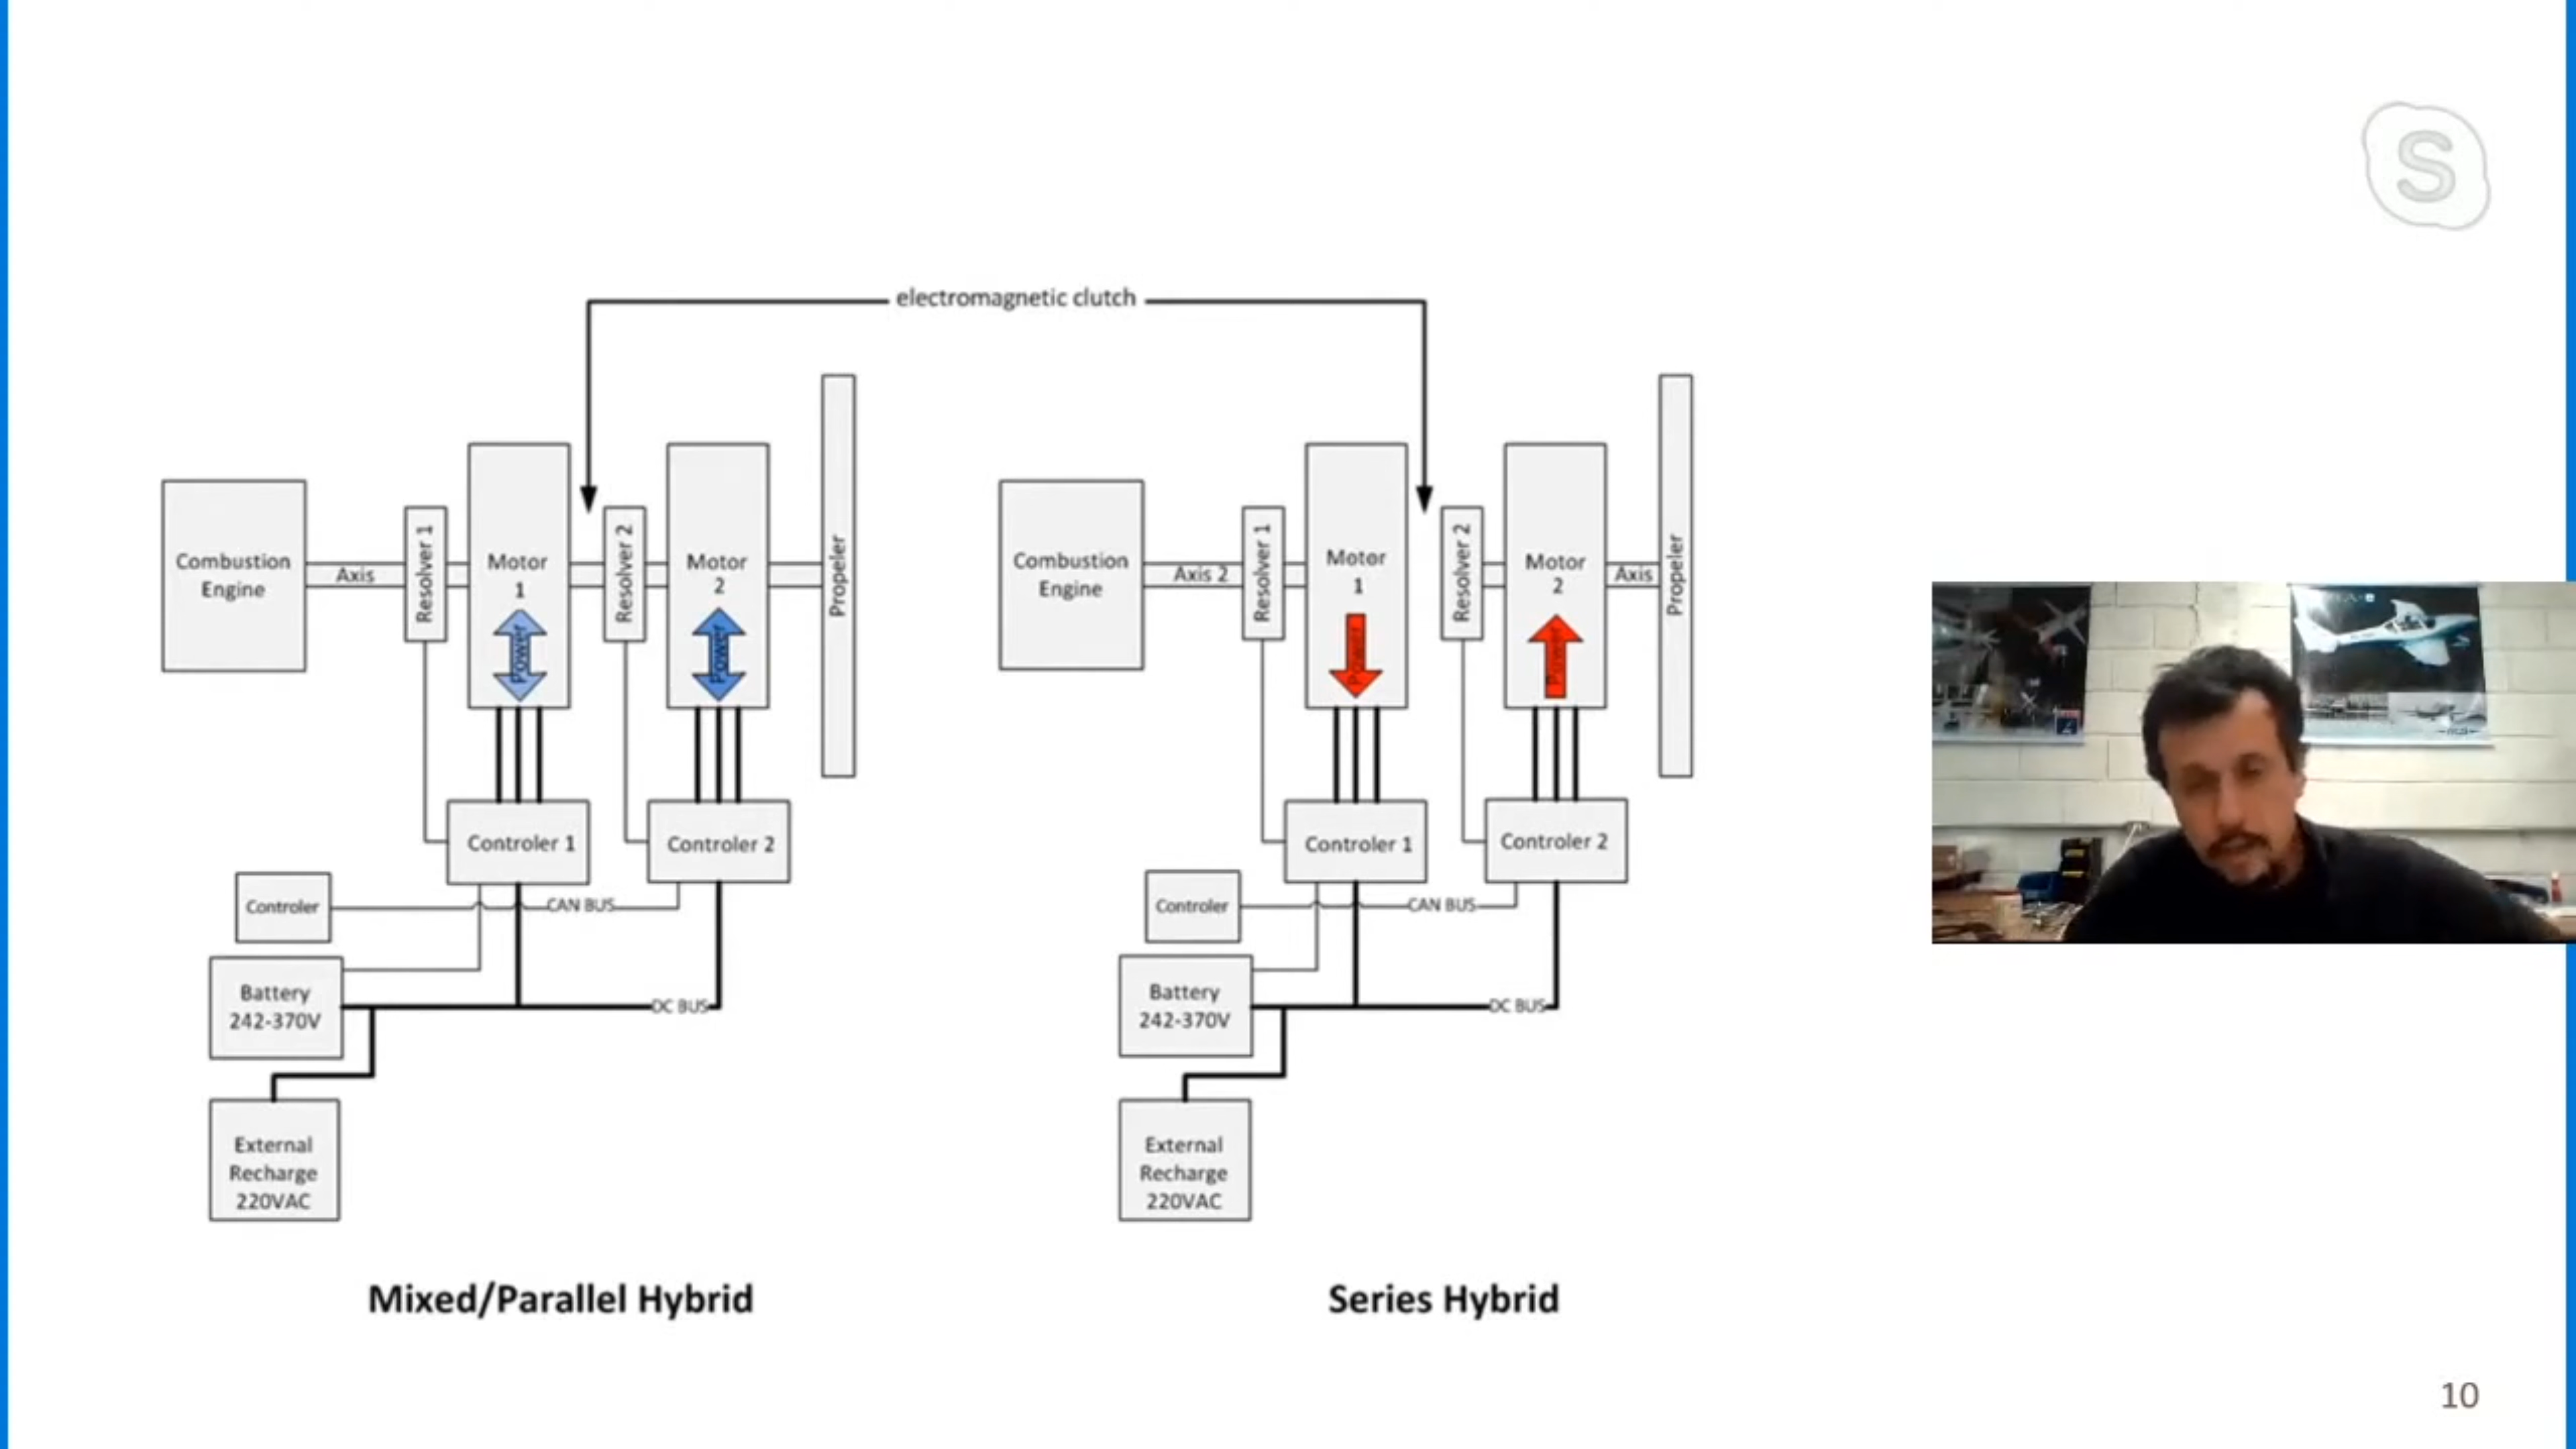 S
electromagnetic clutch
Combustion
Engine
Axis
Resolver 1
Motor
1
Power
Resolver 2
Motor
2
Power
Propeler
Controler 1
Controler 2
Controler
CAN BUS
Battery
242-370V
DC BUS
External
Recharge
220VAC
Mixed/Parallel Hybrid
Combustion
Engine
Axis 2
Resolver 1
Motor
1
Power
Resolver 2
Motor
2
Power
Axis
Propeler
Controler 1
Controler 2
Controler
CAN BUS
Battery
242-370V
DC BUS
External
Recharge
220VAC
Series Hybrid
10